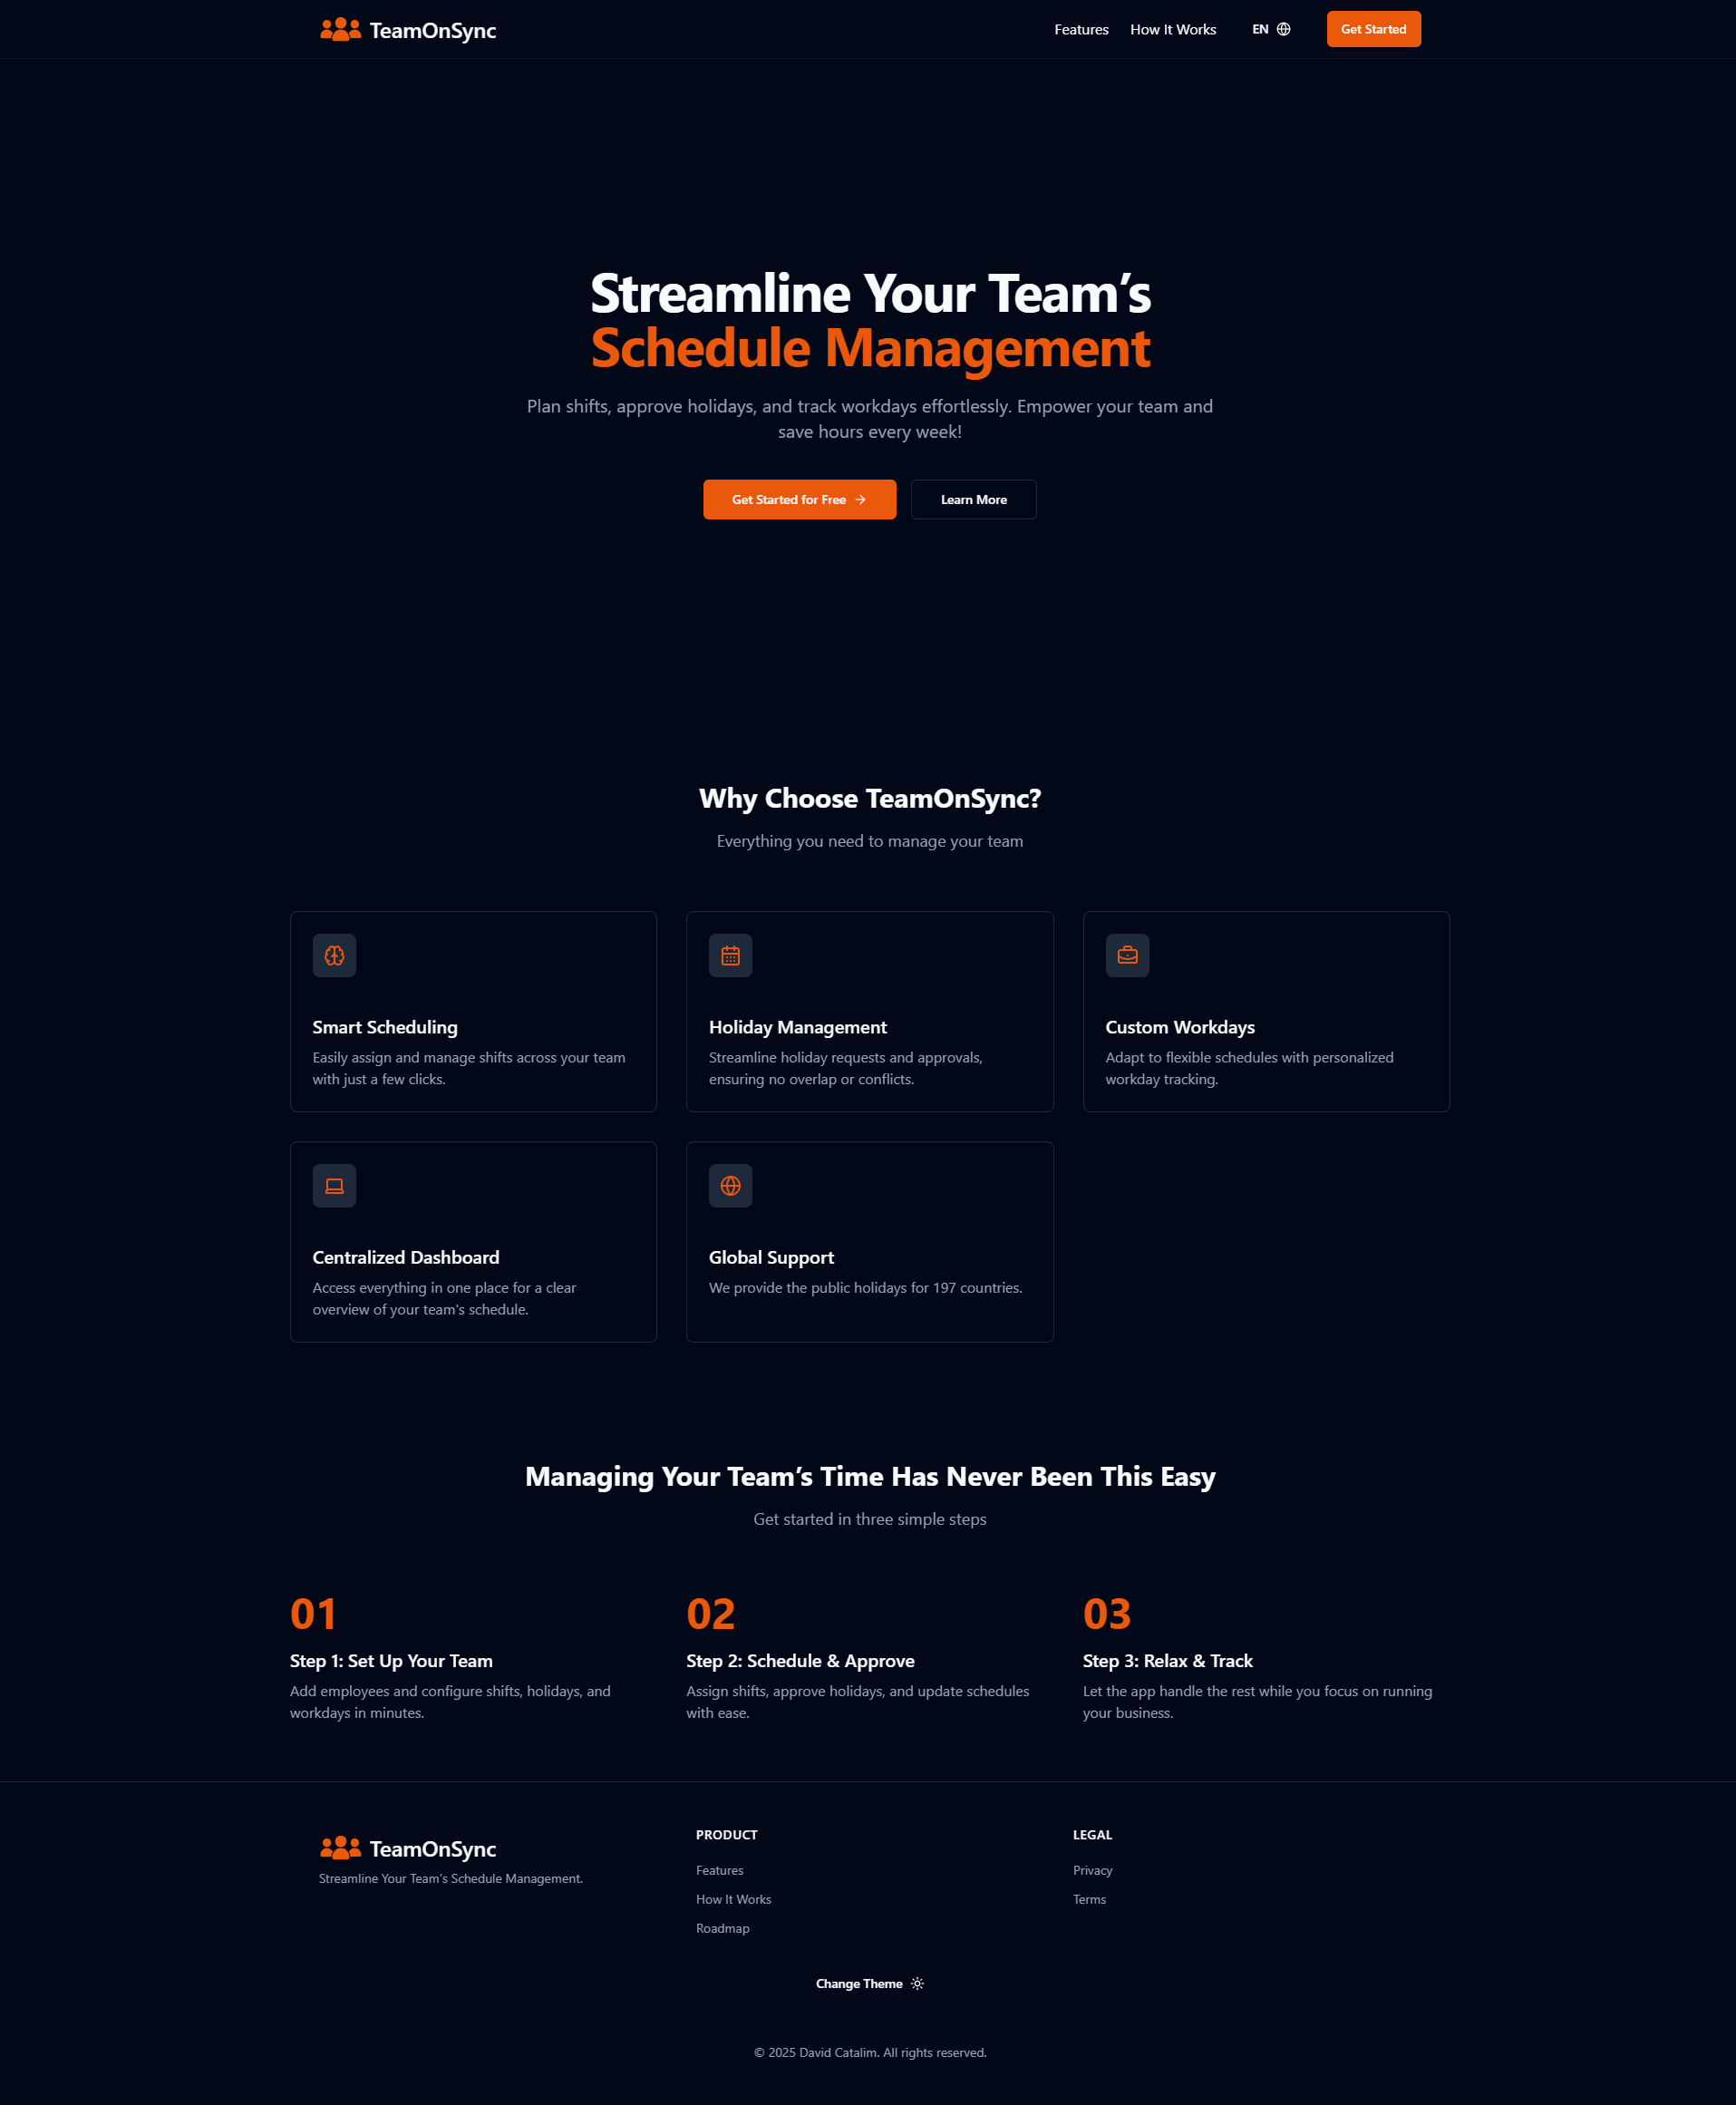 TeamOnSync
Features
How It Works
EN
Get Started
Streamline Your Team’s
Schedule Management
Plan shifts, approve holidays, and track workdays effortlessly. Empower your team and
save hours every week!
Get Started for Free
Learn More
Why Choose TeamOnSync?
Everything you need to manage your team
Smart Scheduling
Easily assign and manage shifts across your team
with just a few clicks.
Holiday Management
Streamline holiday requests and approvals,
ensuring no overlap or conflicts.
Custom Workdays
Adapt to flexible schedules with personalized
workday tracking.
Centralized Dashboard
Access everything in one place for a clear
overview of your team's schedule.
Global Support
We provide the public holidays for 197 countries.
Managing Your Team’s Time Has Never Been This Easy
Get started in three simple steps
01
Step 1: Set Up Your Team
Add employees and configure shifts, holidays, and
workdays in minutes.
02
Step 2: Schedule & Approve
Assign shifts, approve holidays, and update schedules
with ease.
03
Step 3: Relax & Track
Let the app handle the rest while you focus on running
your business.
TeamOnSync
Streamline Your Team’s Schedule Management.
PRODUCT
Features
How It Works
Roadmap
LEGAL
Privacy
Terms
Change Theme
© 2025 David Catalim. All rights reserved.